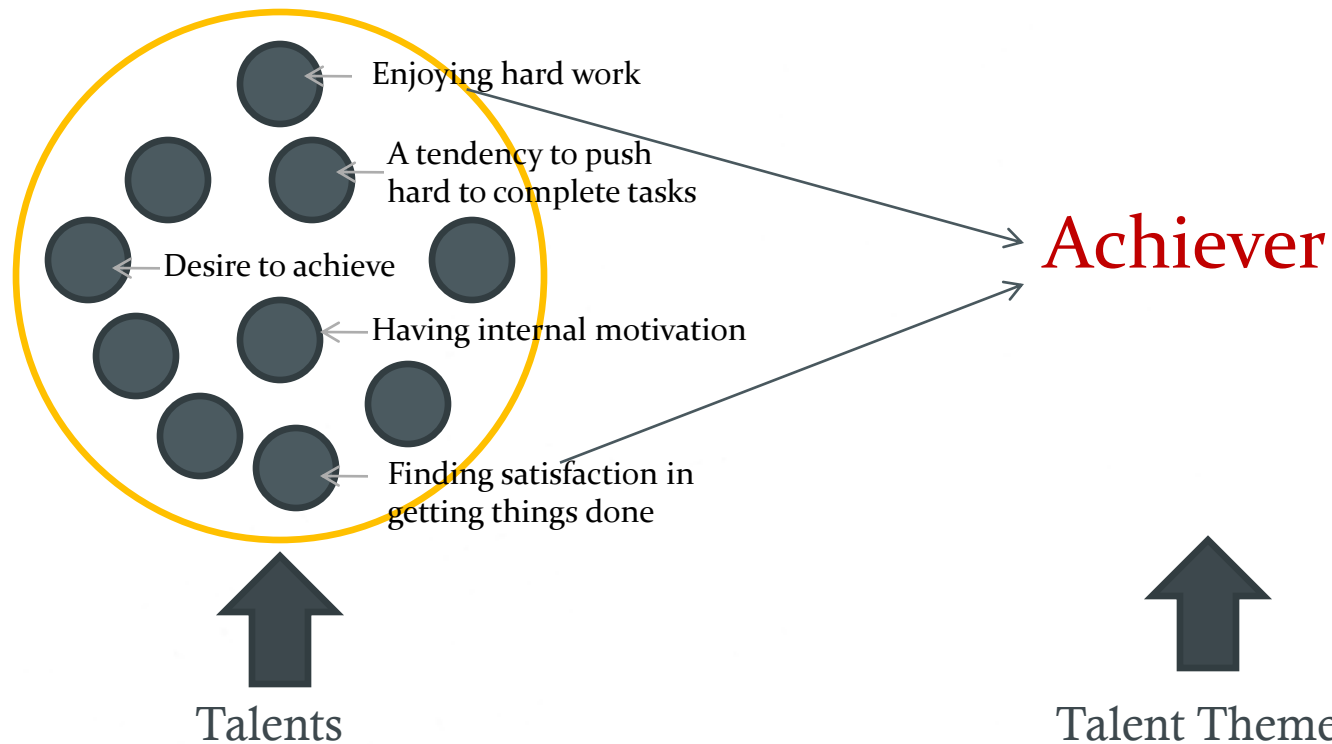 Enjoying hard work
A tendency to push
hard to complete tasks
Achiever
Desire to achieve
Having internal motivation
Finding satisfaction in
getting things done
Talents
Talent Theme